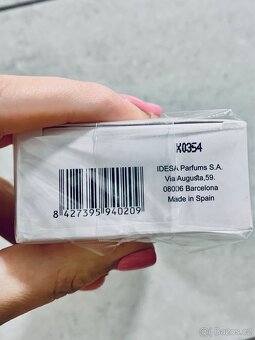 X0354
IDESA Parfums S.A.
Via Augusta,59.
08006 Barcelona
Made in Spain
8 427395 940209